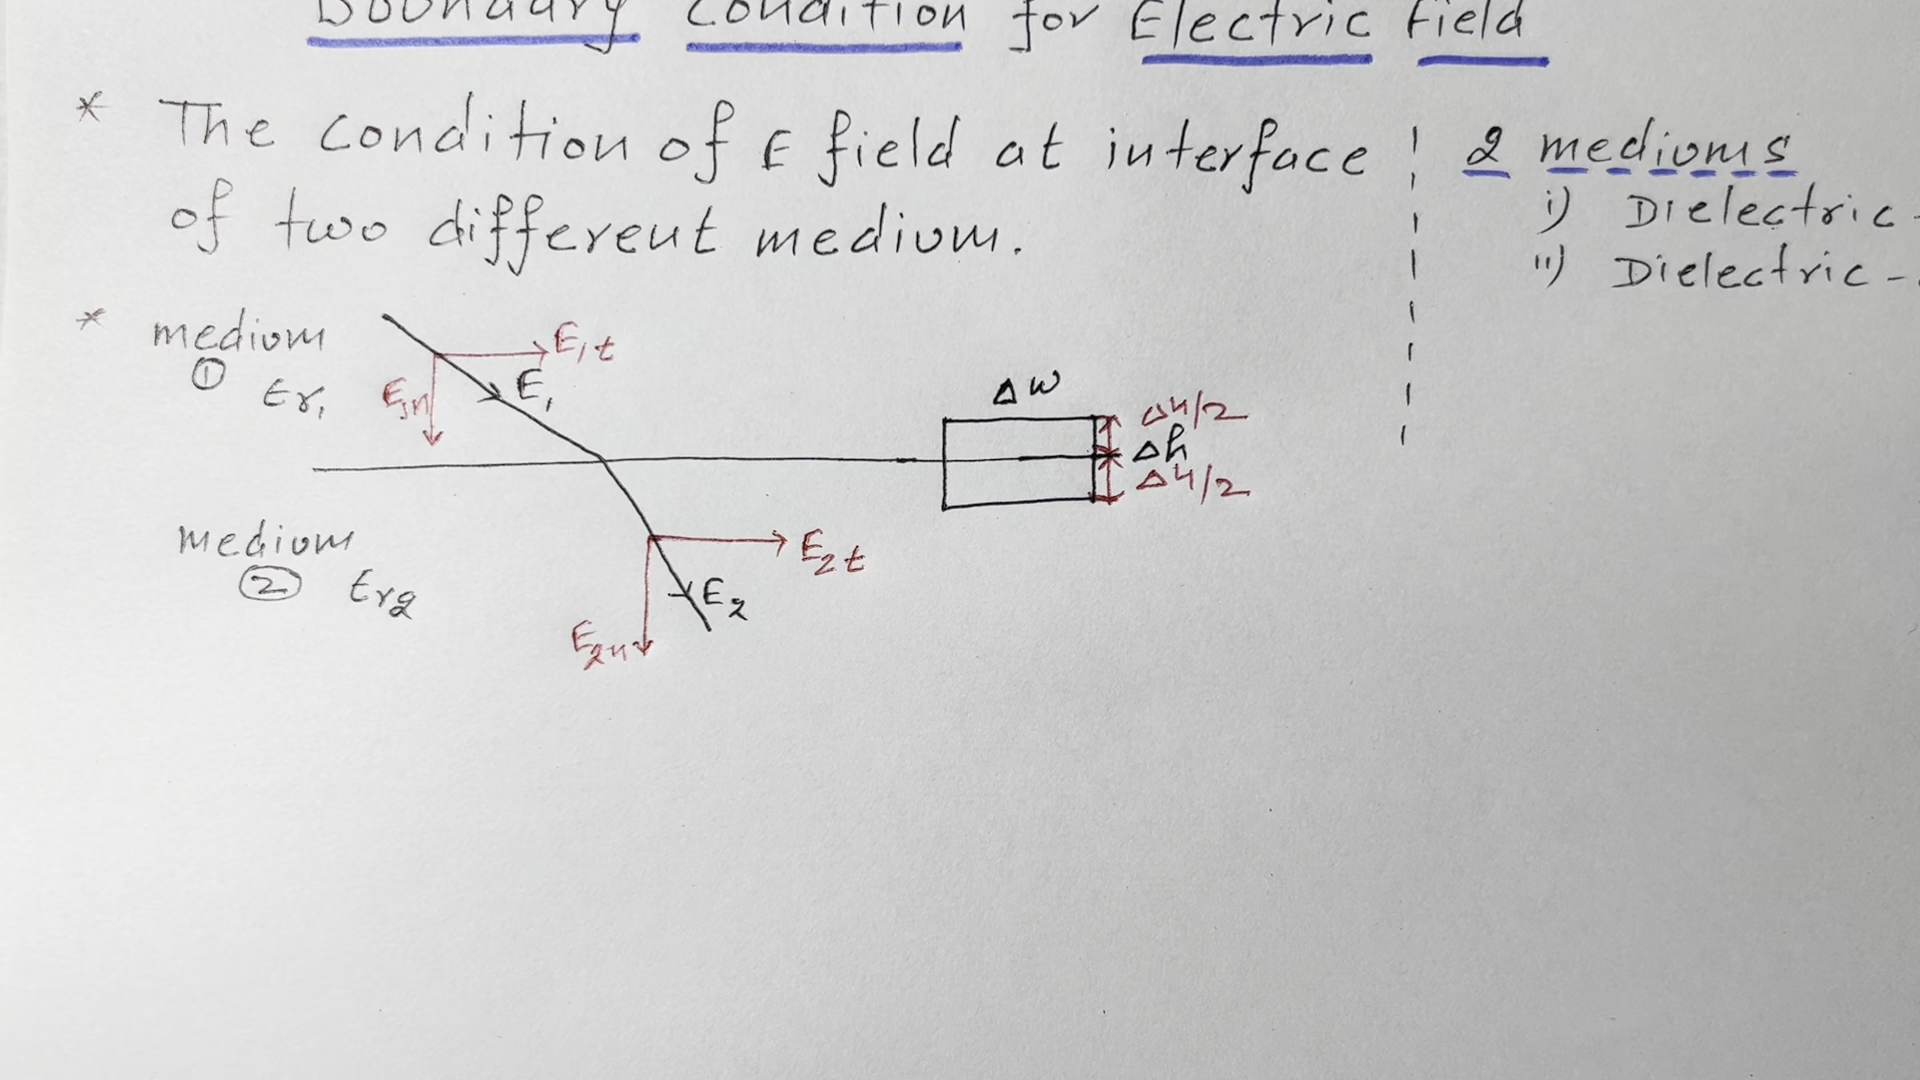 Boundary Condition for Electric Field
* The condition of E field at interface
of two different medium.
2 mediums
i) Dielectric -
ii) Dielectric -
* medium
① εr₁
E₁t
E₁n
E₁
Δw
Δh/2
Δh
Δh/2
medium
② εr₂
E₂t
E₂
E₂n